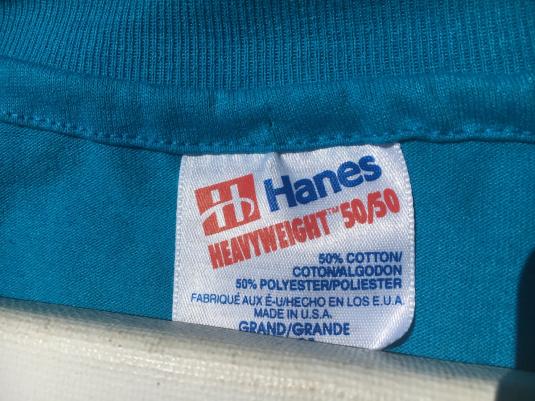 Hanes
HEAVYWEIGHT™ 50/50
50% COTTON/
COTON/ALGODON
50% POLYESTER/POLIESTER
FABRIQUÉ AUX É-U/HECHO EN LOS E.U.A.
MADE IN U.S.A.
GRAND/GRANDE